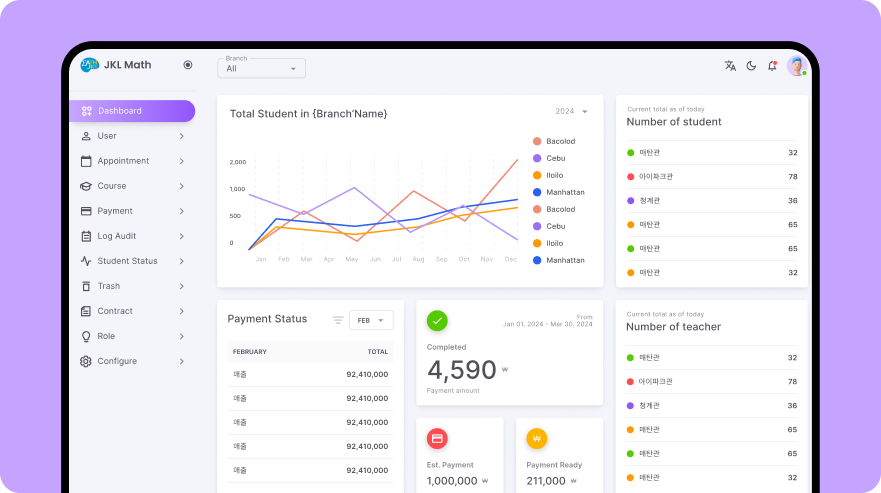 JKL Math
Branch
All
Dashboard
User
Appointment
Course
Payment
Log Audit
Student Status
Trash
Contract
Role
Configure
Total Student in {Branch'Name}
2024
2,000
1,000
500
0
Jan Feb Mar Apr May Jun Jul Aug Sep Oct Nov Dec
Bacolod
Cebu
Iloilo
Manhattan
Bacolod
Cebu
Iloilo
Manhattan
Current total as of today
Number of student
매탄관 32
아이파크관 78
청계관 36
매탄관 65
매탄관 65
매탄관 32
Payment Status
FEB
FEBRUARY TOTAL
매출 92,410,000
매출 92,410,000
매출 92,410,000
매출 92,410,000
매출 92,410,000
From
Jan 01, 2024 - Mar 30, 2024
Completed
4,590 ₩
Payment amount
Est. Payment
1,000,000 ₩
₩
Payment Ready
211,000 ₩
Current total as of today
Number of teacher
매탄관 32
아이파크관 78
청계관 36
매탄관 65
매탄관 65
매탄관 32